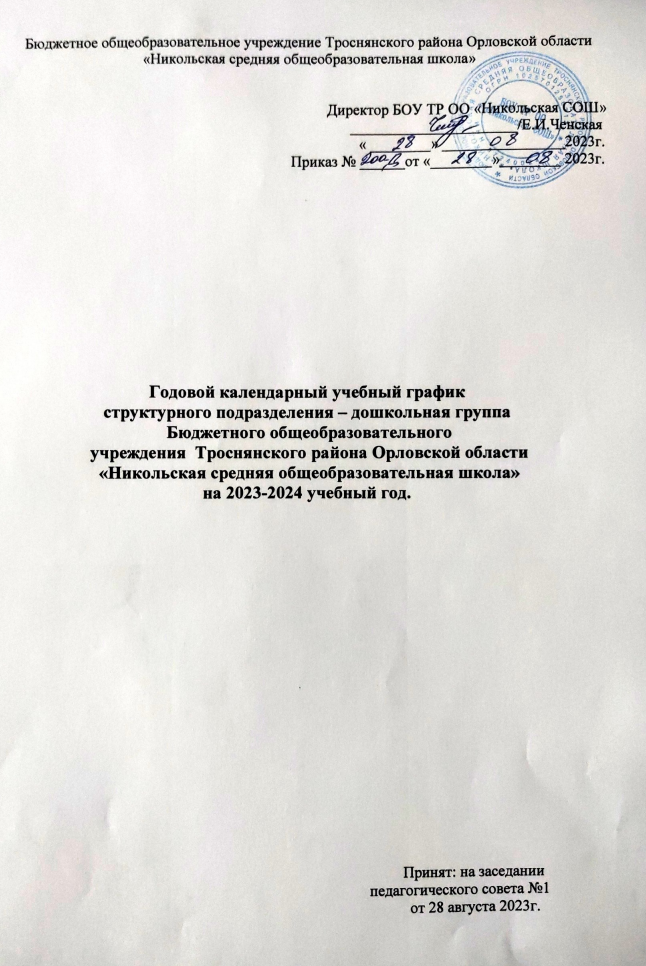 Бюджетное общеобразовательное учреждение Троснянского района Орловской области
«Никольская средняя общеобразовательная школа»
Директор БОУ ТР ОО «Никольская СОШ»
/Е.И.Ченская
« 28 » 08 2023г.
Приказ № от « 28 » 08 2023г.
Годовой календарный учебный график
структурного подразделения – дошкольная группа
Бюджетного общеобразовательного
учреждения Троснянского района Орловской области
«Никольская средняя общеобразовательная школа»
на 2023-2024 учебный год.
Принят: на заседании
педагогического совета №1
от 28 августа 2023г.